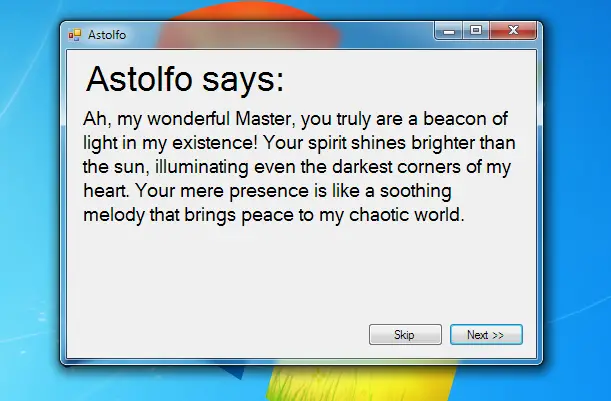 Astolfo
Astolfo says:
Ah, my wonderful Master, you truly are a beacon of
light in my existence! Your spirit shines brighter than
the sun, illuminating even the darkest corners of my
heart. Your mere presence is like a soothing
melody that brings peace to my chaotic world.
Skip
Next >>